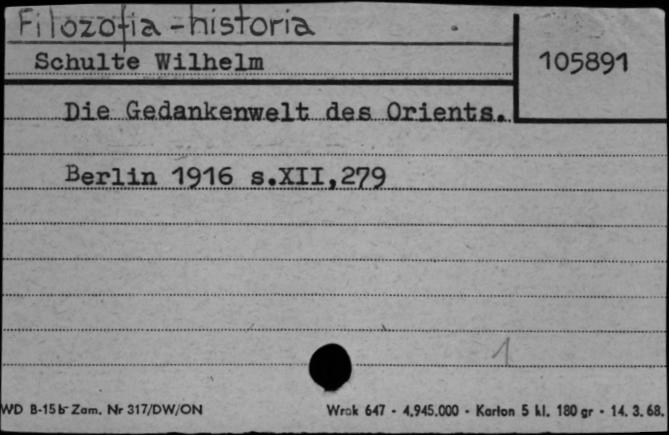 Filozofia - historia
Schulte Wilhelm
105891
Die Gedankenwelt des Orients.
Berlin 1916 s.XII,279
1
WD B-15b Zam. Nr 317/DW/ON
Wrak 647 - 4.945.000 - Karton 5 kl. 180 gr - 14. 3. 68.